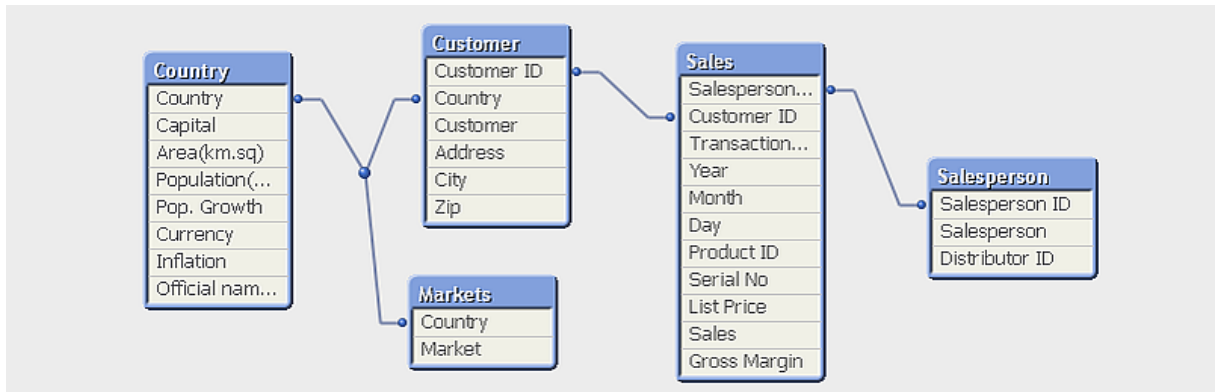 Country
Country
Capital
Area(km.sq)
Population(...
Pop. Growth
Currency
Inflation
Official nam...
Customer
Customer ID
Country
Customer
Address
City
Zip
Markets
Country
Market
Sales
Salesperson...
Customer ID
Transaction...
Year
Month
Day
Product ID
Serial No
List Price
Sales
Gross Margin
Salesperson
Salesperson ID
Salesperson
Distributor ID